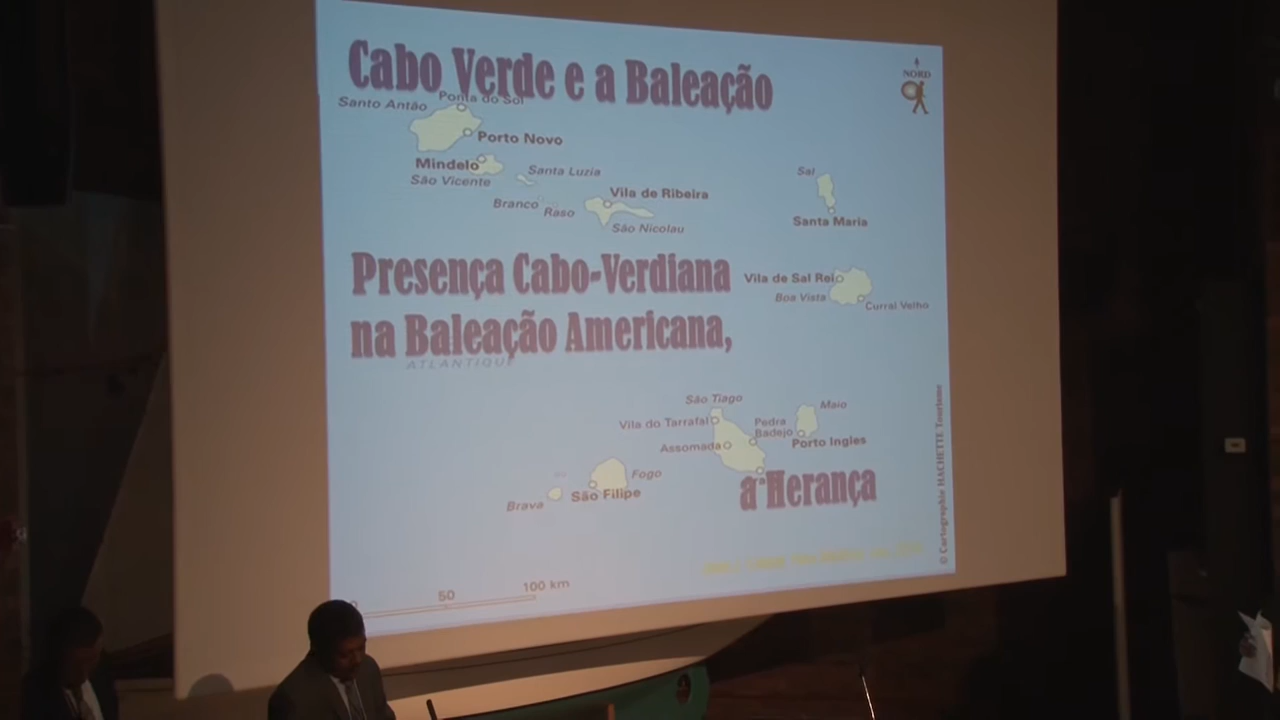 Cabo Verde e a Baleação
NORD
Ponta do Sol
Santo Antão
Porto Novo
Mindelo
São Vicente
Santa Luzia
Branco
Raso
Vila de Ribeira
São Nicolau
Sal
Santa Maria
Presença Cabo-Verdiana
na Baleação Americana,
ATLANTIQUE
Vila de Sal Rei
Boa Vista
Curral Velho
São Tiago
Maio
Vila do Tarrafal
Pedra
Badejo
Porto Ingles
Assomada
Fogo
São Filipe
Brava
a Herança
50
100 km
© Cartographie HACHETTE Tourisme